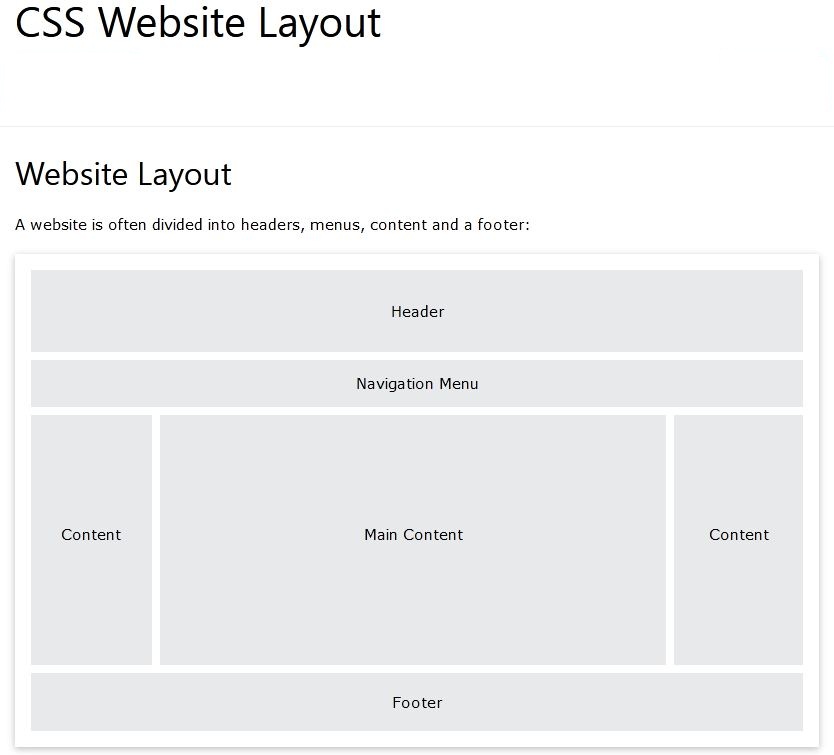 CSS Website Layout
Website Layout
A website is often divided into headers, menus, content and a footer:
Header
Navigation Menu
Content
Main Content
Content
Footer